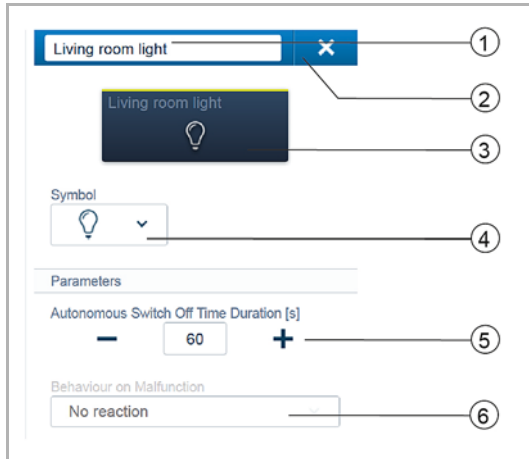 Living room light
1
2
Living room light
3
Symbol
4
Parameters
Autonomous Switch Off Time Duration [s]
60
5
Behaviour on Malfunction
No reaction
6